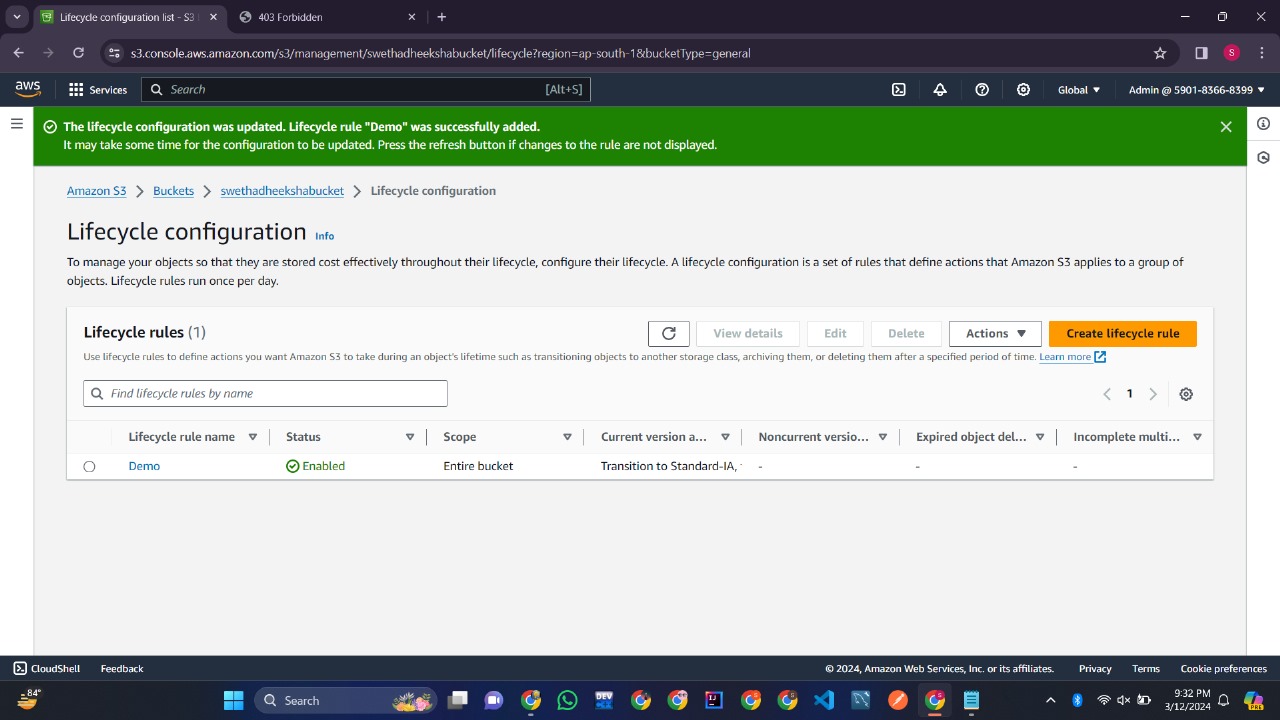 Lifecycle configuration list - S3
403 Forbidden
s3.console.aws.amazon.com/s3/management/swethadheekshabucket/lifecycle?region=ap-south-1&bucketType=general
S
aws
Services
Search
[Alt+S]
Global
Admin @ 5901-8366-8399
The lifecycle configuration was updated. Lifecycle rule "Demo" was successfully added.
It may take some time for the configuration to be updated. Press the refresh button if changes to the rule are not displayed.
Amazon S3 > Buckets > swethadheekshabucket > Lifecycle configuration
Lifecycle configuration Info
To manage your objects so that they are stored cost effectively throughout their lifecycle, configure their lifecycle. A lifecycle configuration is a set of rules that define actions that Amazon S3 applies to a group of
objects. Lifecycle rules run once per day.
Lifecycle rules (1)
View details
Edit
Delete
Actions
Create lifecycle rule
Use lifecycle rules to define actions you want Amazon S3 to take during an object's lifetime such as transitioning objects to another storage class, archiving them, or deleting them after a specified period of time. Learn more
Find lifecycle rules by name
1
Lifecycle rule name Status Scope Current version a... Noncurrent versio... Expired object del... Incomplete multi...
Demo Enabled Entire bucket Transition to Standard-IA, - - -
CloudShell Feedback © 2024, Amazon Web Services, Inc. or its affiliates. Privacy Terms Cookie preferences
84°
Search
DEV
9:32 PM
3/12/2024
PRE